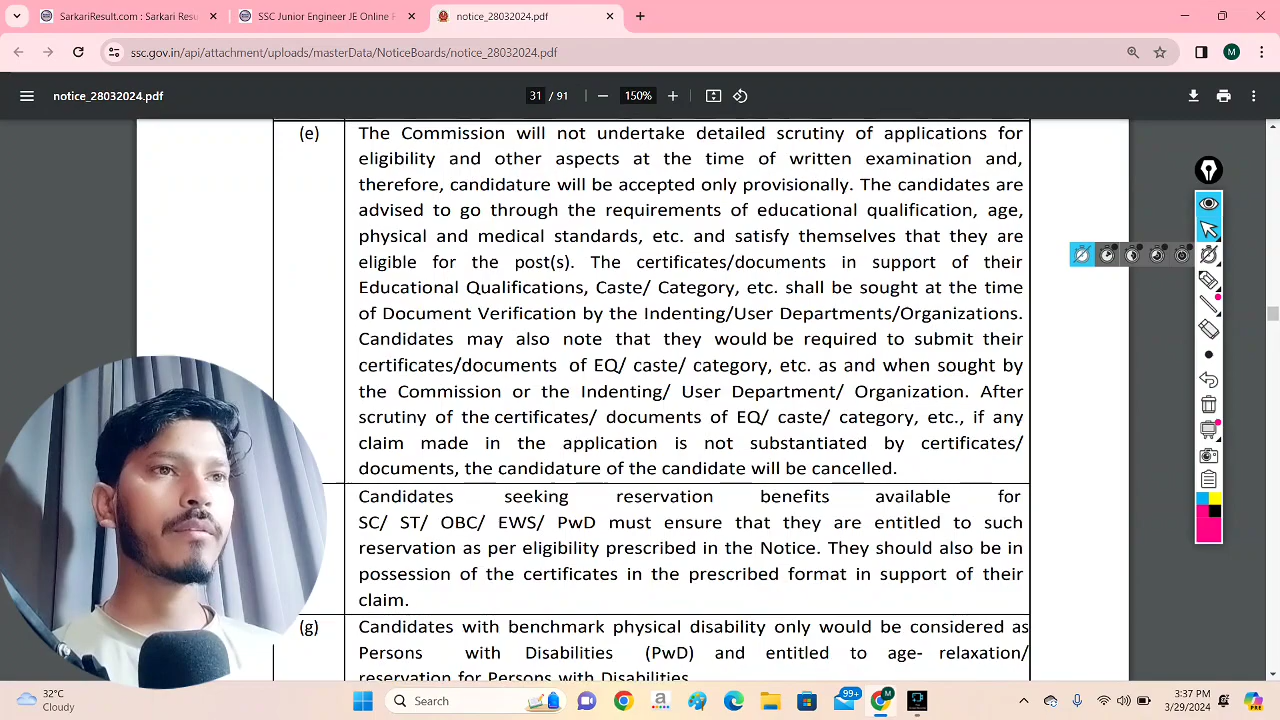 SarkariResult.com : Sarkari Resu
SSC Junior Engineer JE Online F
notice_28032024.pdf
ssc.gov.in/api/attachment/uploads/masterData/NoticeBoards/notice_28032024.pdf
M
notice_28032024.pdf
31 / 91
150%
(e)
The Commission will not undertake detailed scrutiny of applications for
eligibility and other aspects at the time of written examination and,
therefore, candidature will be accepted only provisionally. The candidates are
advised to go through the requirements of educational qualification, age,
physical and medical standards, etc. and satisfy themselves that they are
eligible for the post(s). The certificates/documents in support of their
Educational Qualifications, Caste/ Category, etc. shall be sought at the time
of Document Verification by the Indenting/User Departments/Organizations.
Candidates may also note that they would be required to submit their
certificates/documents of EQ/ caste/ category, etc. as and when sought by
the Commission or the Indenting/ User Department/ Organization. After
scrutiny of the certificates/ documents of EQ/ caste/ category, etc., if any
claim made in the application is not substantiated by certificates/
documents, the candidature of the candidate will be cancelled.
Candidates seeking reservation benefits available for
SC/ ST/ OBC/ EWS/ PwD must ensure that they are entitled to such
reservation as per eligibility prescribed in the Notice. They should also be in
possession of the certificates in the prescribed format in support of their
claim.
(g)
Candidates with benchmark physical disability only would be considered as
Persons with Disabilities (PwD) and entitled to age- relaxation/
reservation for Persons with Disabilities
32°C
Cloudy
Search
99+
M
3:37 PM
3/29/2024
PRE